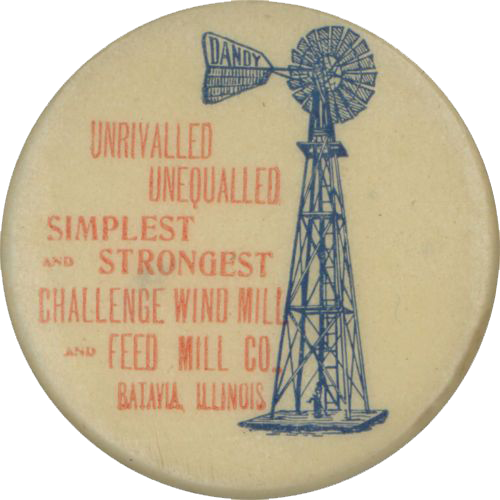 DANDY
UNRIVALLED
UNEQUALLED
SIMPLEST
AND STRONGEST
CHALLENGE WIND MILL
AND FEED MILL CO.,
BATAVIA, ILLINOIS